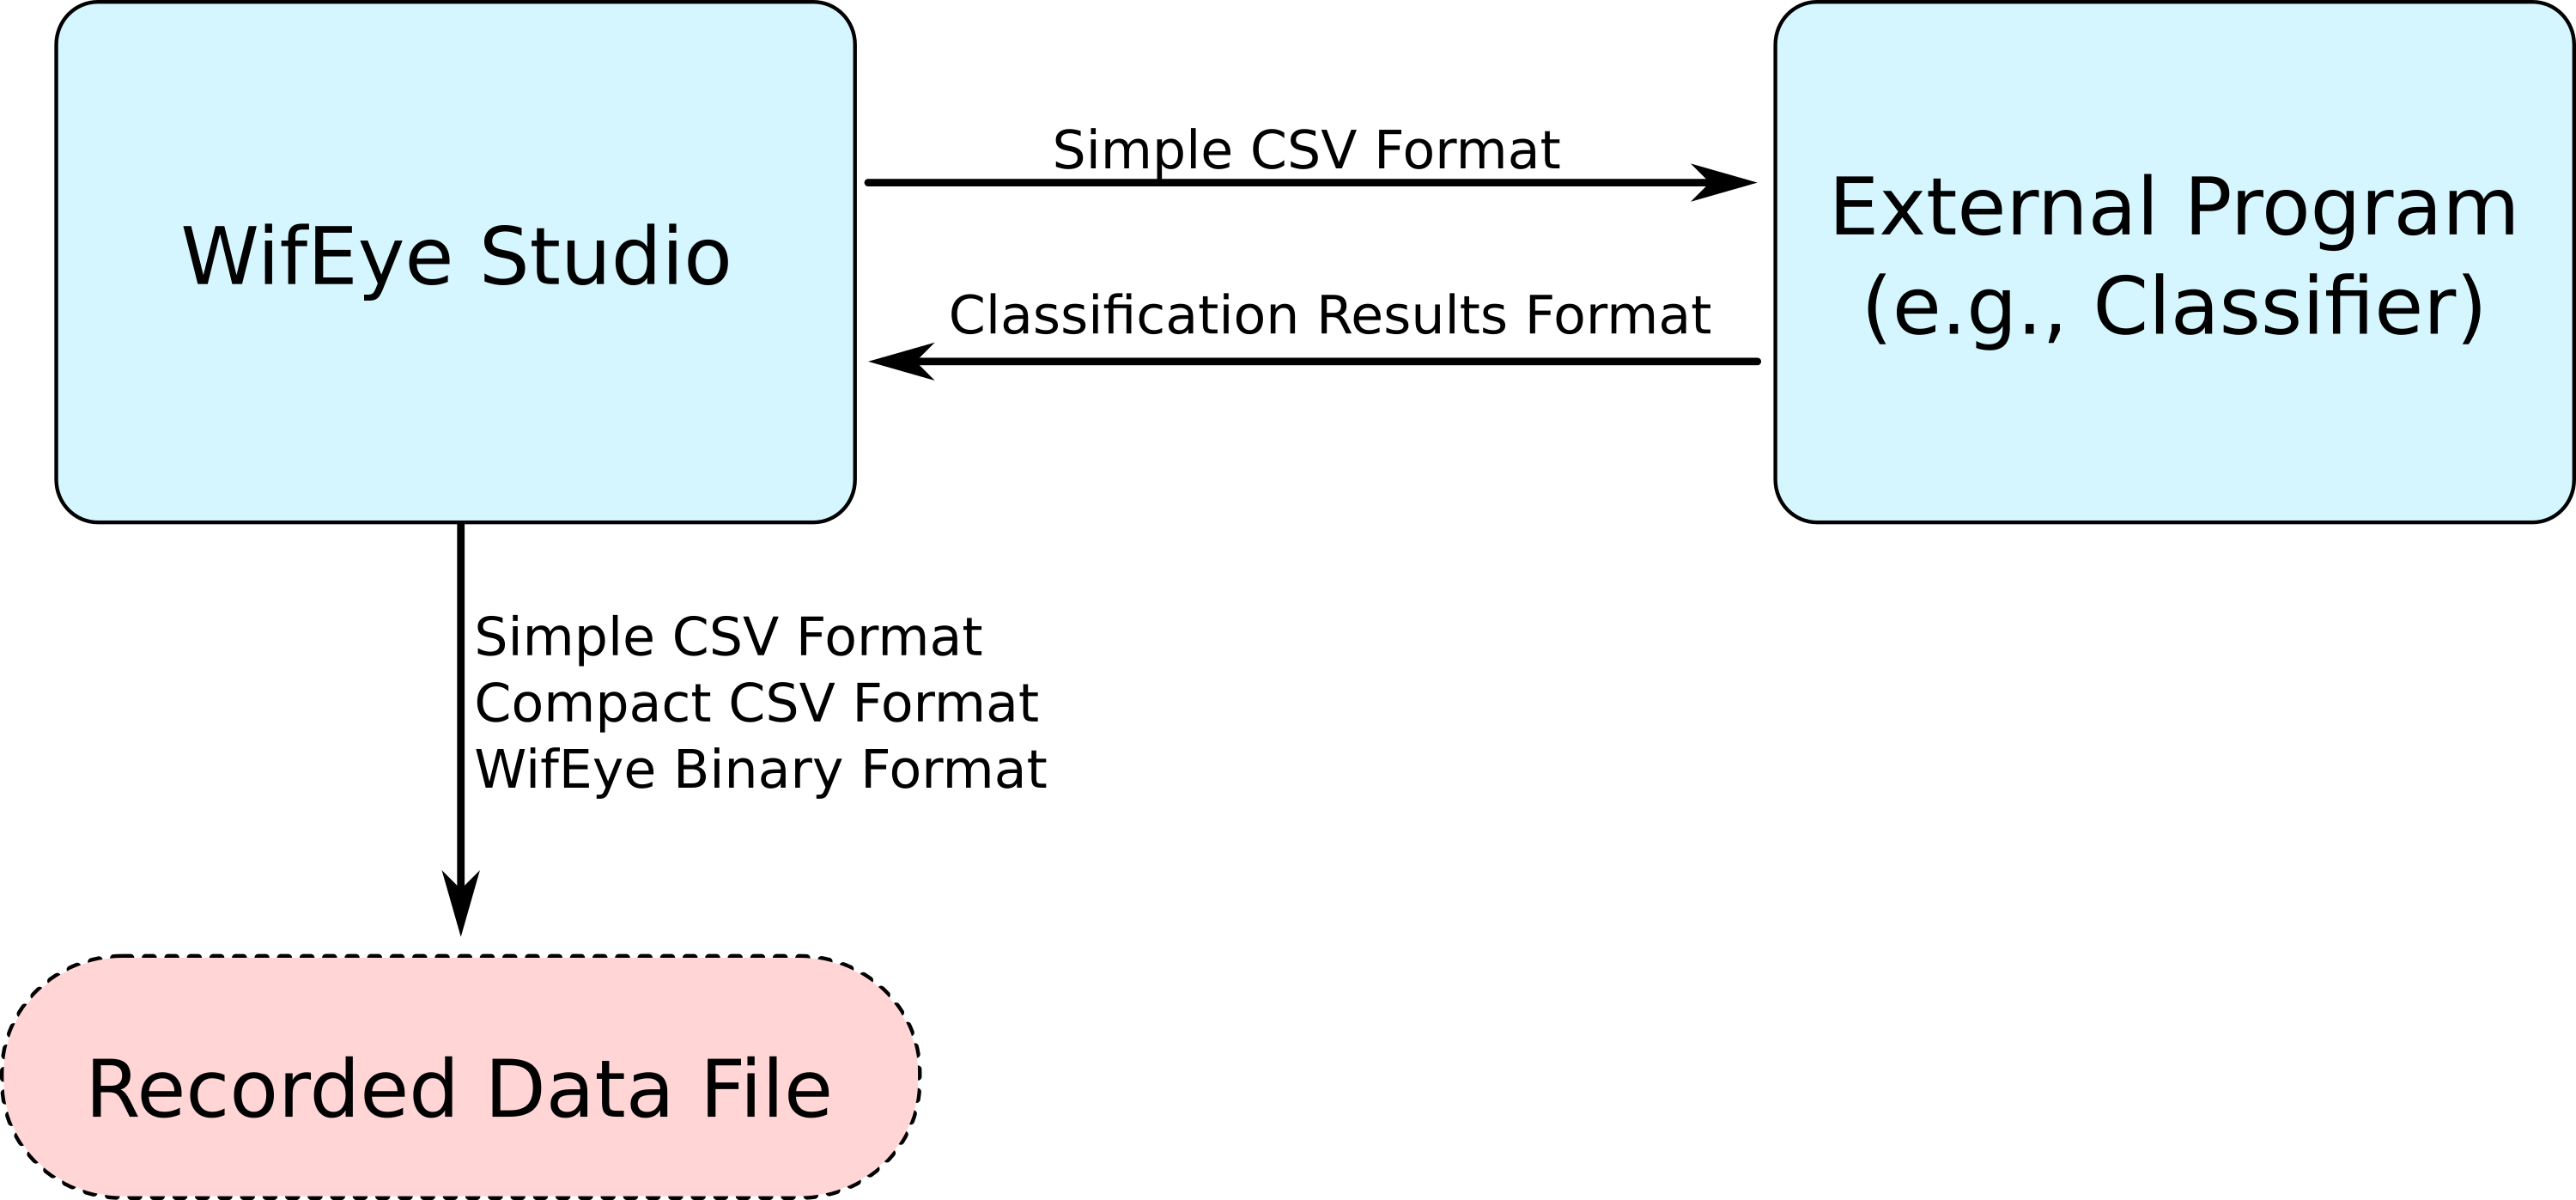 WifEye Studio
Simple CSV Format
Classification Results Format
External Program
(e.g., Classifier)
Simple CSV Format
Compact CSV Format
WifEye Binary Format
Recorded Data File